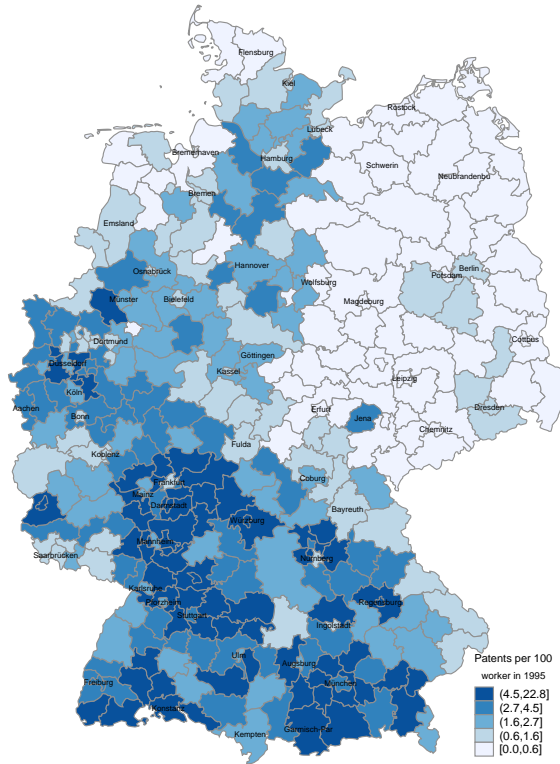 Flensburg
Kiel
Rostock
Lübeck
Bremerhaven
Hamburg
Schwerin
Neubrandenbu
Bremen
Emsland
Osnabrück
Hannover
Berlin
Potsdam
Wolfsburg
Münster
Bielefeld
Magdeburg
Cottbus
Dortmund
Göttingen
Düsseldorf
Kassel
Leipzig
Köln
Aachen
Erfurt
Jena
Dresden
Bonn
Chemnitz
Fulda
Koblenz
Coburg
Frankfurt
Mainz
Darmstadt
Bayreuth
Würzburg
Mannheim
Saarbrücken
Nürnberg
Karlsruhe
Pforzheim
Regensburg
Stuttgart
Ingolstadt
Ulm
Augsburg
Freiburg
München
Konstanz
Garmisch-Par
Kempten
Patents per 100
worker in 1995
(4.5,22.8]
(2.7,4.5]
(1.6,2.7]
(0.6,1.6]
[0.0,0.6]